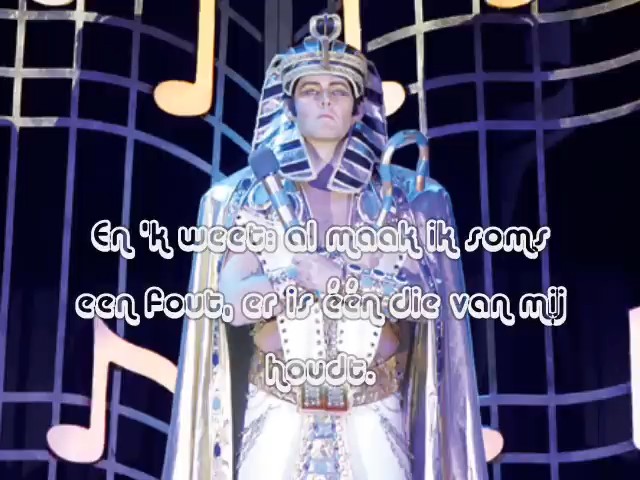 En 'k weet: al maak ik soms
een fout, er is één die van mij
houdt.